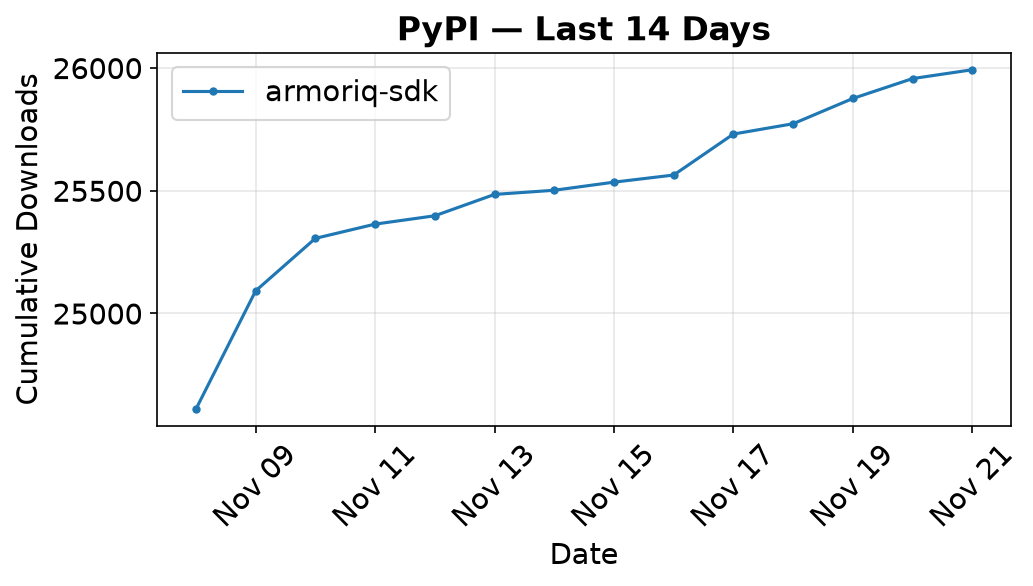 PyPI — Last 14 Days
armoriq-sdk
Cumulative Downloads
26000
25500
25000
Nov 09
Nov 11
Nov 13
Nov 15
Nov 17
Nov 19
Nov 21
Date